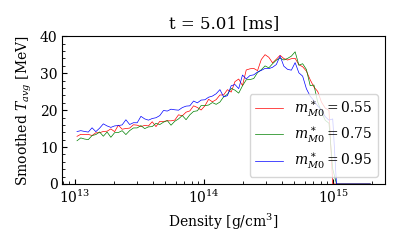 t = 5.01 [ms]
Smoothed T_avg [MeV]
40
30
20
10
0
m*_M0 = 0.55
m*_M0 = 0.75
m*_M0 = 0.95
10^13 10^14 10^15
Density [g/cm^3]